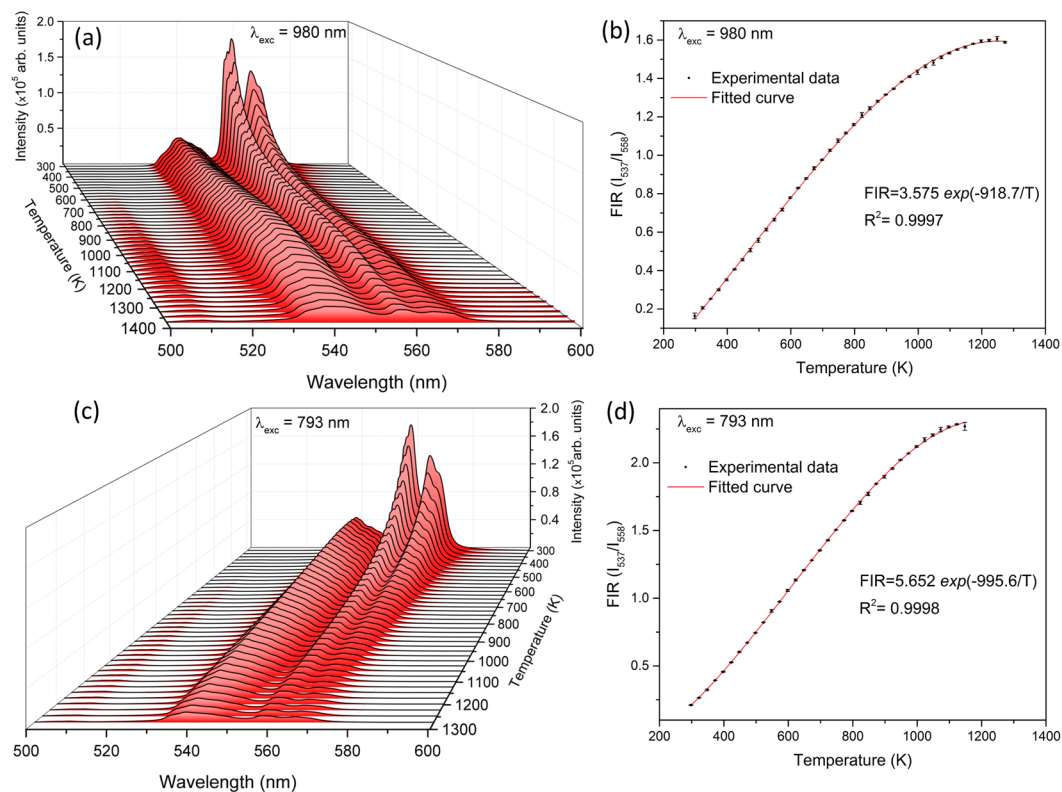 (a)
λexc = 980 nm
Intensity (x10⁵ arb. units)
2.0
1.5
1.0
0.5
300
400
500
600
700
800
900
1000
1100
1200
1300
1400
Temperature (K)
500 520 540 560 580 600
Wavelength (nm)
(b)
λexc = 980 nm
Experimental data
Fitted curve
FIR=3.575 exp(-918.7/T)
R²= 0.9997
FIR (I537/I558)
1.6
1.4
1.2
1.0
0.8
0.6
0.4
0.2
200 400 600 800 1000 1200 1400
Temperature (K)
(c)
λexc = 793 nm
Intensity (x10⁵ arb. units)
2.0
1.6
1.2
0.8
0.4
300
400
500
600
700
800
900
1000
1100
1200
1300
Temperature (K)
500 520 540 560 580 600
Wavelength (nm)
(d)
λexc = 793 nm
Experimental data
Fitted curve
FIR=5.652 exp(-995.6/T)
R²= 0.9998
FIR (I537/I558)
2.0
1.5
1.0
0.5
200 400 600 800 1000 1200 1400
Temperature (K)